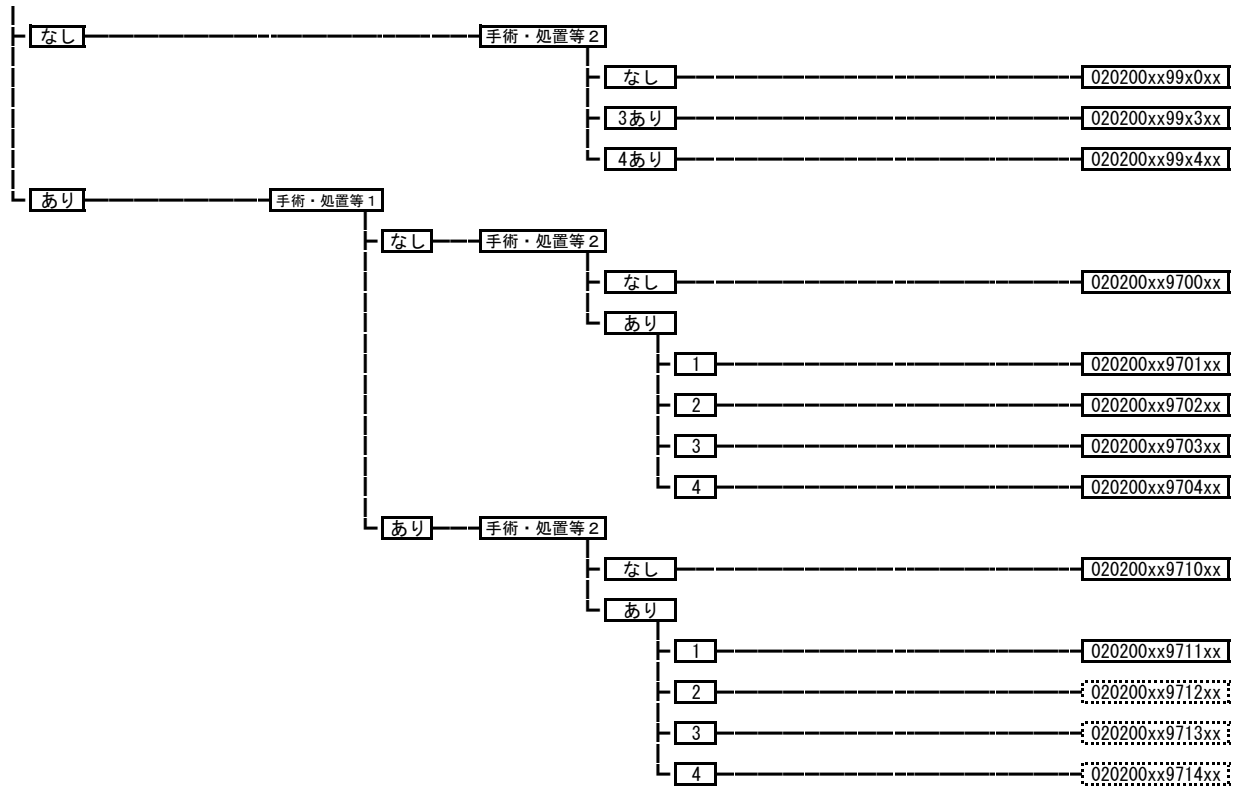 なし 手術・処置等２
なし 020200xx99x0xx
3あり 020200xx99x3xx
4あり 020200xx99x4xx
あり 手術・処置等１
なし 手術・処置等２
なし 020200xx9700xx
あり
1 020200xx9701xx
2 020200xx9702xx
3 020200xx9703xx
4 020200xx9704xx
あり 手術・処置等２
なし 020200xx9710xx
あり
1 020200xx9711xx
2 020200xx9712xx
3 020200xx9713xx
4 020200xx9714xx